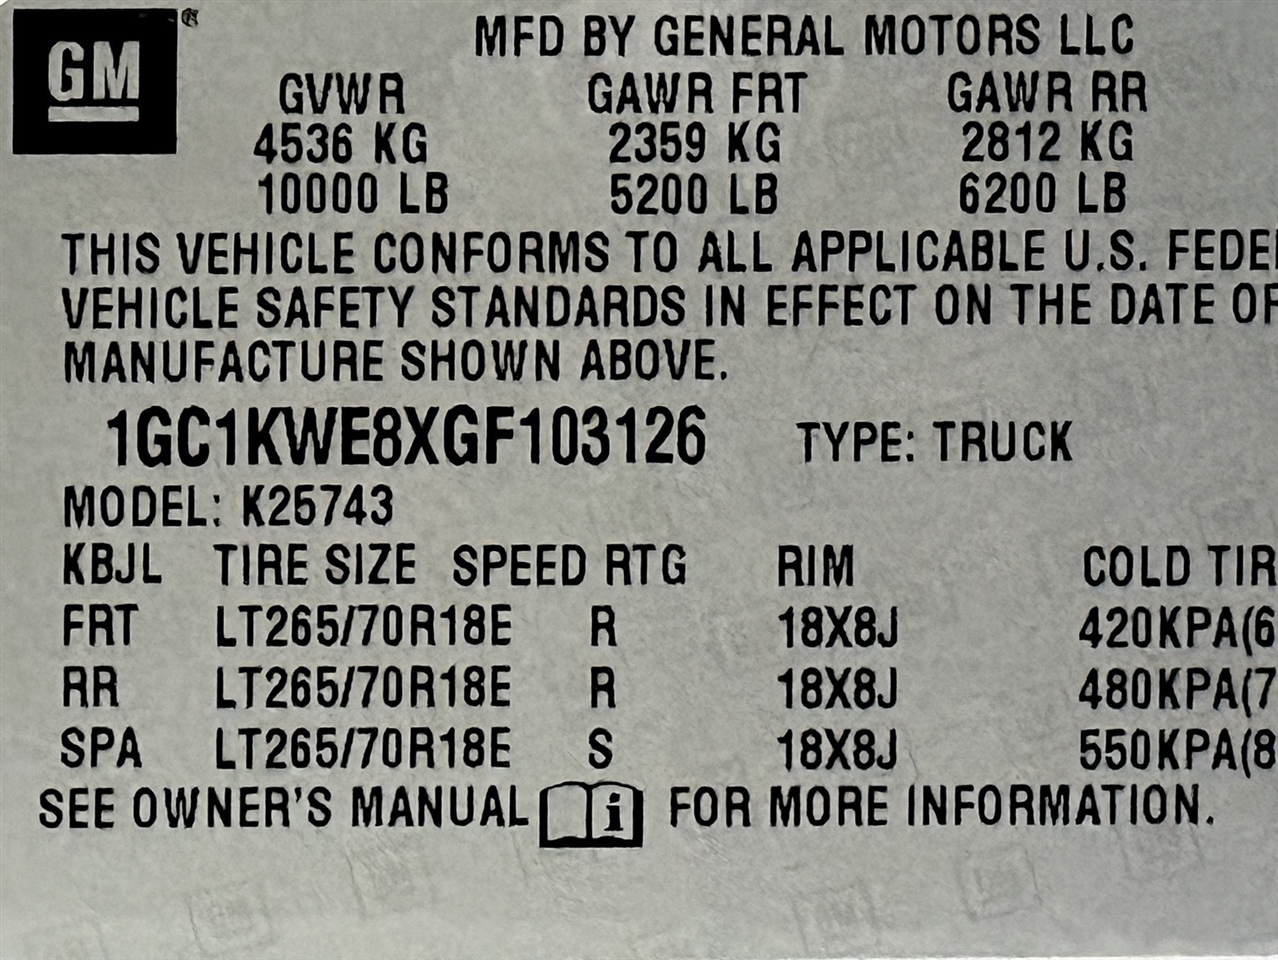 GM
MFD BY GENERAL MOTORS LLC
GVWR GAWR FRT GAWR RR
4536 KG 2359 KG 2812 KG
10000 LB 5200 LB 6200 LB
THIS VEHICLE CONFORMS TO ALL APPLICABLE U.S. FEDE
VEHICLE SAFETY STANDARDS IN EFFECT ON THE DATE OF
MANUFACTURE SHOWN ABOVE.
1GC1KWE8XGF103126 TYPE: TRUCK
MODEL: K25743
KBJL TIRE SIZE SPEED RTG RIM COLD TIR
FRT LT265/70R18E R 18X8J 420KPA(6
RR LT265/70R18E R 18X8J 480KPA(7
SPA LT265/70R18E S 18X8J 550KPA(8
SEE OWNER'S MANUAL i FOR MORE INFORMATION.